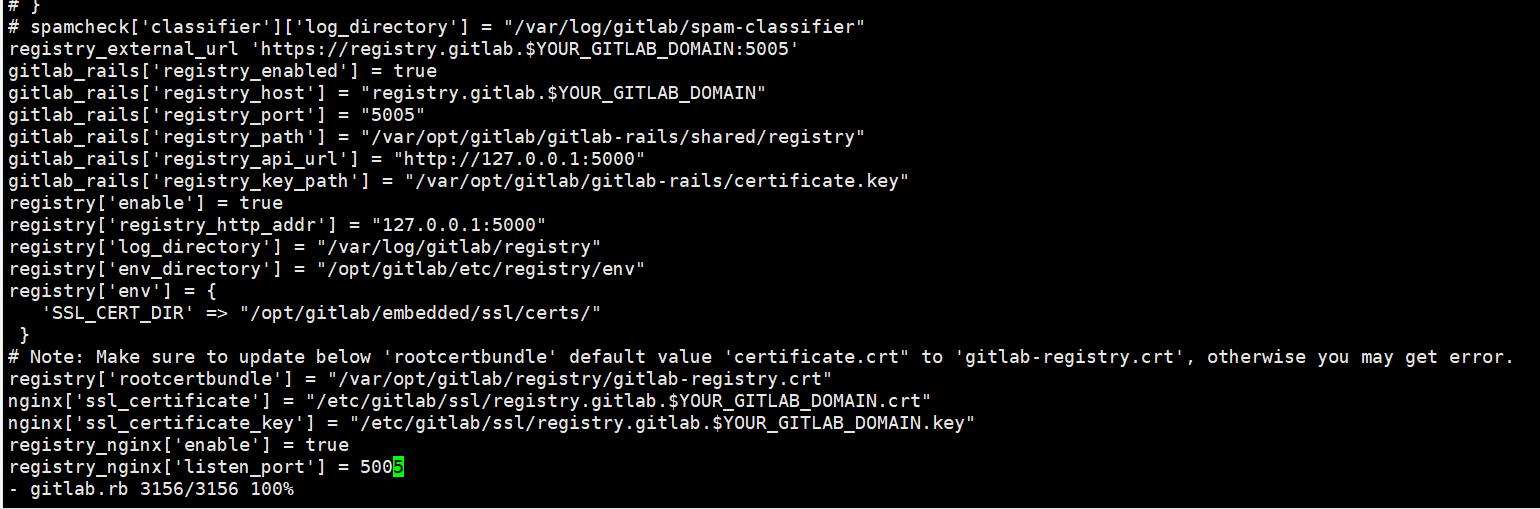 # }
# spamcheck['classifier']['log_directory'] = "/var/log/gitlab/spam-classifier"
registry_external_url 'https://registry.gitlab.$YOUR_GITLAB_DOMAIN:5005'
gitlab_rails['registry_enabled'] = true
gitlab_rails['registry_host'] = "registry.gitlab.$YOUR_GITLAB_DOMAIN"
gitlab_rails['registry_port'] = "5005"
gitlab_rails['registry_path'] = "/var/opt/gitlab/gitlab-rails/shared/registry"
gitlab_rails['registry_api_url'] = "http://127.0.0.1:5000"
gitlab_rails['registry_key_path'] = "/var/opt/gitlab/gitlab-rails/certificate.key"
registry['enable'] = true
registry['registry_http_addr'] = "127.0.0.1:5000"
registry['log_directory'] = "/var/log/gitlab/registry"
registry['env_directory'] = "/opt/gitlab/etc/registry/env"
registry['env'] = {
   'SSL_CERT_DIR' => "/opt/gitlab/embedded/ssl/certs/"
 }
# Note: Make sure to update below 'rootcertbundle' default value 'certificate.crt" to 'gitlab-registry.crt', otherwise you may get error.
registry['rootcertbundle'] = "/var/opt/gitlab/registry/gitlab-registry.crt"
nginx['ssl_certificate'] = "/etc/gitlab/ssl/registry.gitlab.$YOUR_GITLAB_DOMAIN.crt"
nginx['ssl_certificate_key'] = "/etc/gitlab/ssl/registry.gitlab.$YOUR_GITLAB_DOMAIN.key"
registry_nginx['enable'] = true
registry_nginx['listen_port'] = 5005
- gitlab.rb 3156/3156 100%